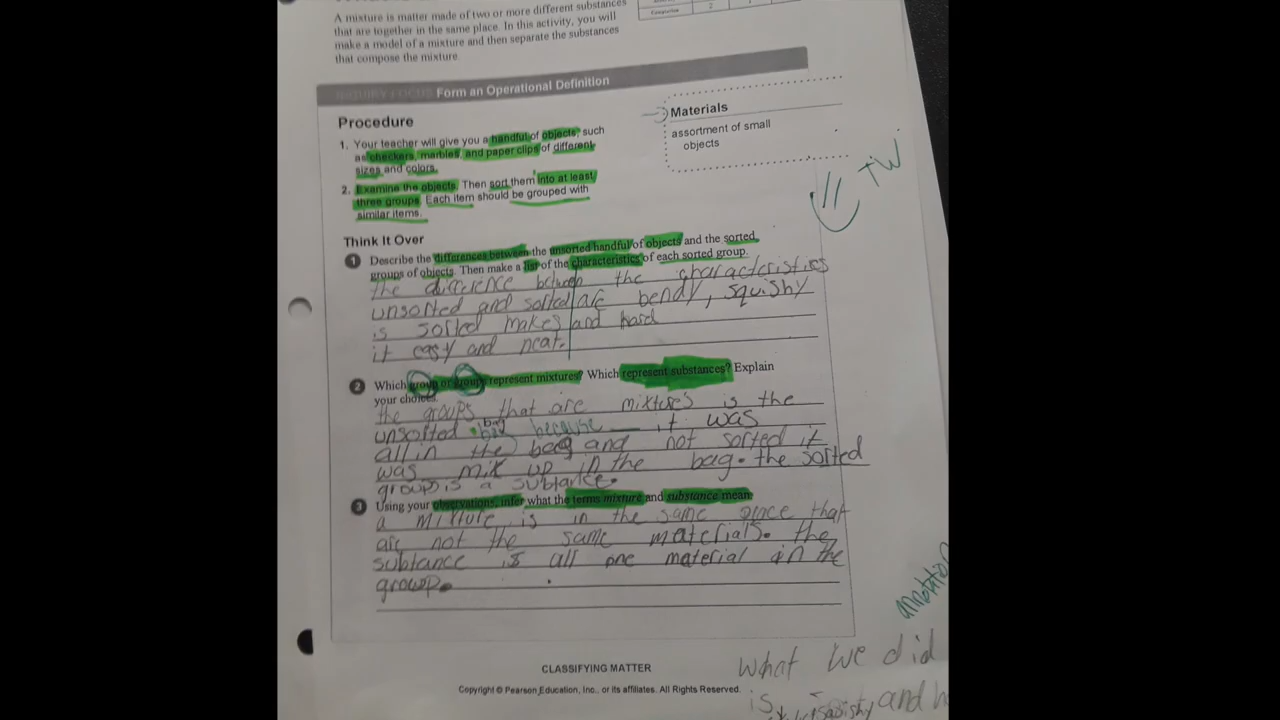 A mixture is matter made of two or more different substances
that are together in the same place. In this activity, you will
make a model of a mixture and then separate the substances
that compose the mixture.
INQUIRY FOCUS Form an Operational Definition
Procedure
1. Your teacher will give you a handful of objects, such
as checkers, marbles, and paper clips of different
sizes and colors.
2. Examine the objects. Then sort them into at least
three groups. Each item should be grouped with
similar items.
Materials
assortment of small
objects
TW
Think It Over
1 Describe the differences between the unsorted handful of objects and the sorted
groups of objects. Then make a list of the characteristics of each sorted group.
the difference between the characteristics
unsorted and sorted are bendy, squishy
is sorted makes and hard
it easy and neat.
2 Which group or groups represent mixtures? Which represent substances? Explain
your choices.
the groups that are mixtures is the
unsorted bag because it was
all in the bag and not sorted it
was mix up in the bag. the sorted
group is a subtance.
3 Using your observations, infer what the terms mixture and substance mean.
a mixture is in the same place that
are not the same materials. the
subtance is all one material in the
group.
annotation
CLASSIFYING MATTER
Copyright © Pearson Education, Inc., or its affiliates. All Rights Reserved.
what we did
is and